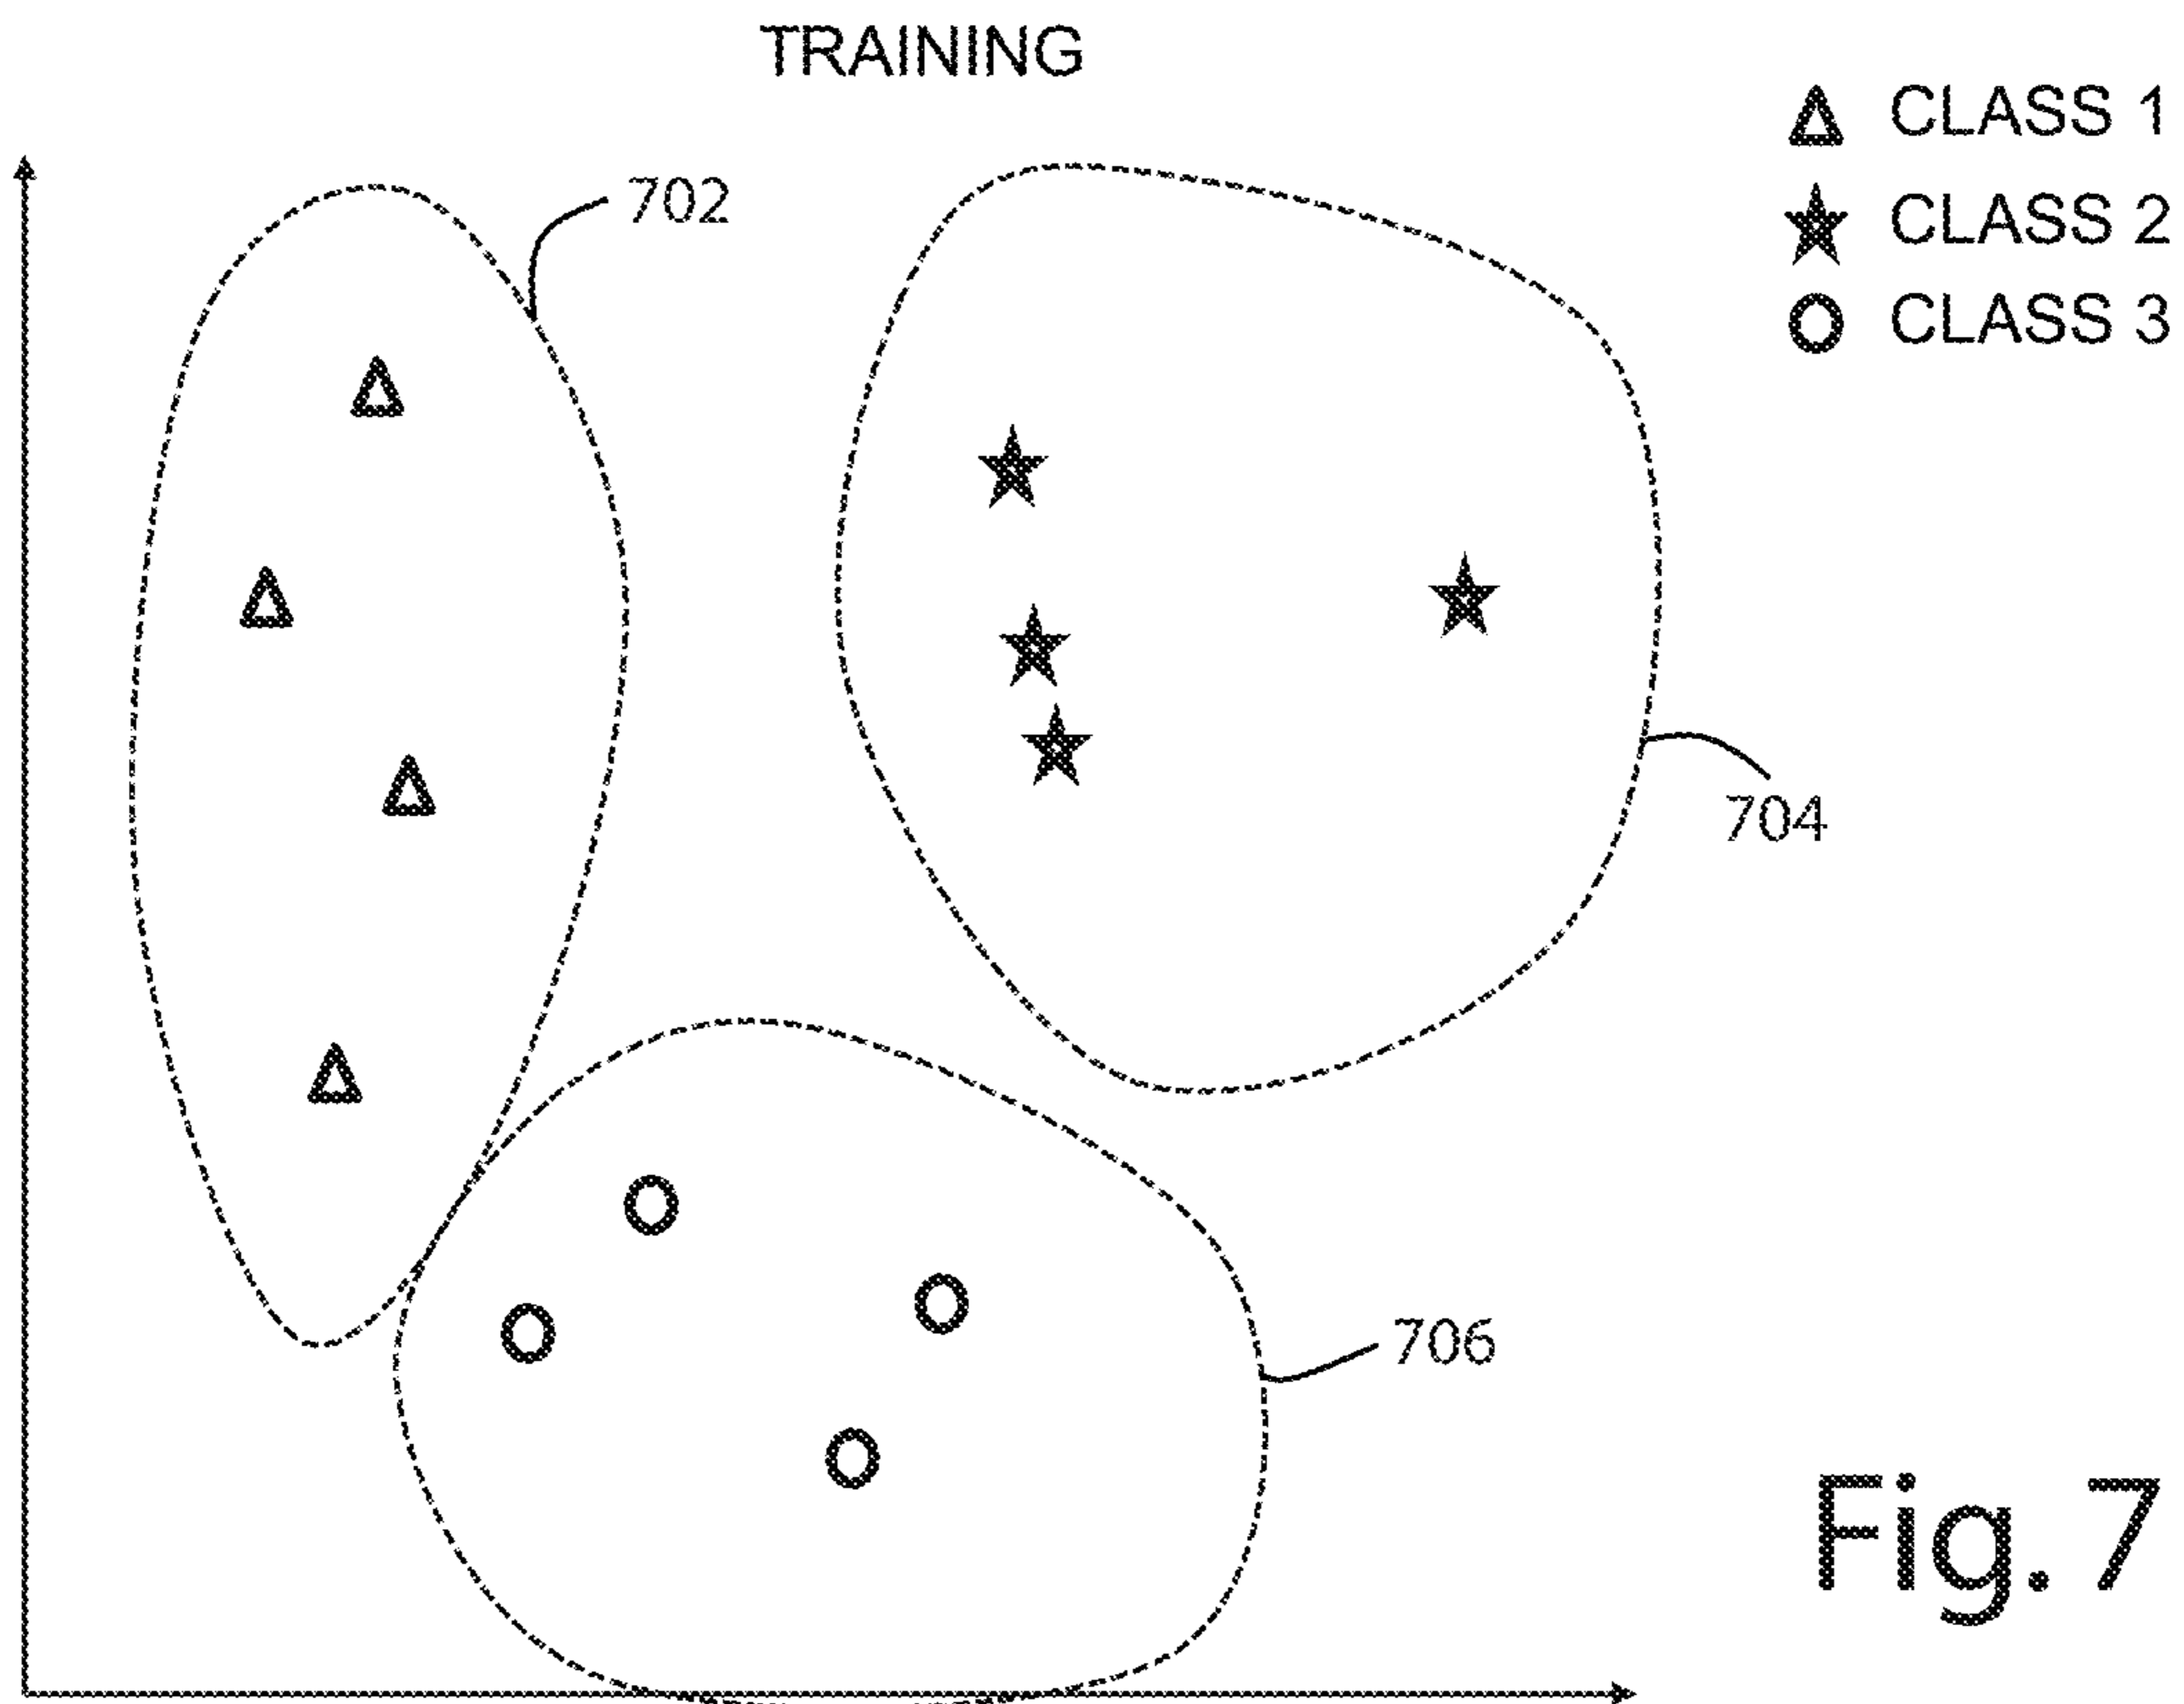 TRAINING
CLASS 1
CLASS 2
CLASS 3
702
704
706
Fig.7